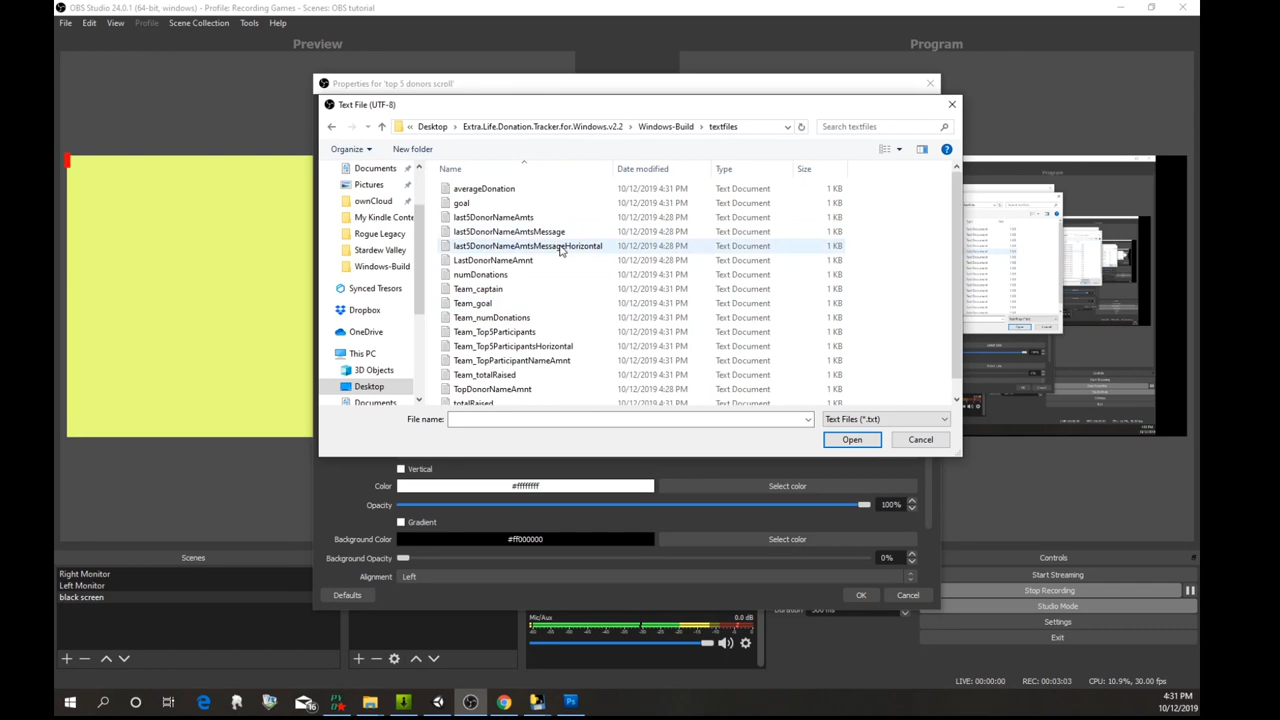 OBS Studio 24.0.1 (64-bit, windows) - Profile: Recording Games - Scenes: OBS tutorial
File Edit View Profile Scene Collection Tools Help
Preview
Program
Properties for 'top 5 donors scroll'
Text File (UTF-8)
« Desktop > Extra.Life.Donation.Tracker.for.Windows.v2.2 > Windows-Build > textfiles
Search textfiles
Organize
New folder
Documents
Pictures
ownCloud
My Kindle Conte
Rogue Legacy
Stardew Valley
Windows-Build
Synced Tresors
Dropbox
OneDrive
This PC
3D Objects
Desktop
Documents
Name Date modified Type Size
averageDonation 10/12/2019 4:31 PM Text Document 1 KB
goal 10/12/2019 4:31 PM Text Document 1 KB
last5DonorNameAmts 10/12/2019 4:28 PM Text Document 1 KB
last5DonorNameAmtsMessage 10/12/2019 4:28 PM Text Document 1 KB
last5DonorNameAmtsMessageHorizontal 10/12/2019 4:28 PM Text Document 1 KB
LastDonorNameAmnt 10/12/2019 4:28 PM Text Document 1 KB
numDonations 10/12/2019 4:31 PM Text Document 1 KB
Team_captain 10/12/2019 4:31 PM Text Document 1 KB
Team_goal 10/12/2019 4:31 PM Text Document 1 KB
Team_numDonations 10/12/2019 4:31 PM Text Document 1 KB
Team_Top5Participants 10/12/2019 4:31 PM Text Document 1 KB
Team_Top5ParticipantsHorizontal 10/12/2019 4:31 PM Text Document 1 KB
Team_TopParticipantNameAmnt 10/12/2019 4:31 PM Text Document 1 KB
Team_totalRaised 10/12/2019 4:31 PM Text Document 1 KB
TopDonorNameAmnt 10/12/2019 4:28 PM Text Document 1 KB
totalRaised 10/12/2019 4:31 PM Text Document 1 KB
File name:
Text Files (*.txt)
Open
Cancel
Vertical
Color #ffffffff Select color
Opacity 100%
Gradient
Background Color #ff000000 Select color
Background Opacity 0%
Alignment Left
Defaults
OK
Cancel
Scenes
Right Monitor
Left Monitor
black screen
Mic/Aux 0.0 dB
Controls
Start Streaming
Stop Recording
Studio Mode
Settings
Exit
LIVE: 00:00:00 REC: 00:03:03 CPU: 10.9%, 30.00 fps
16
4:31 PM
10/12/2019